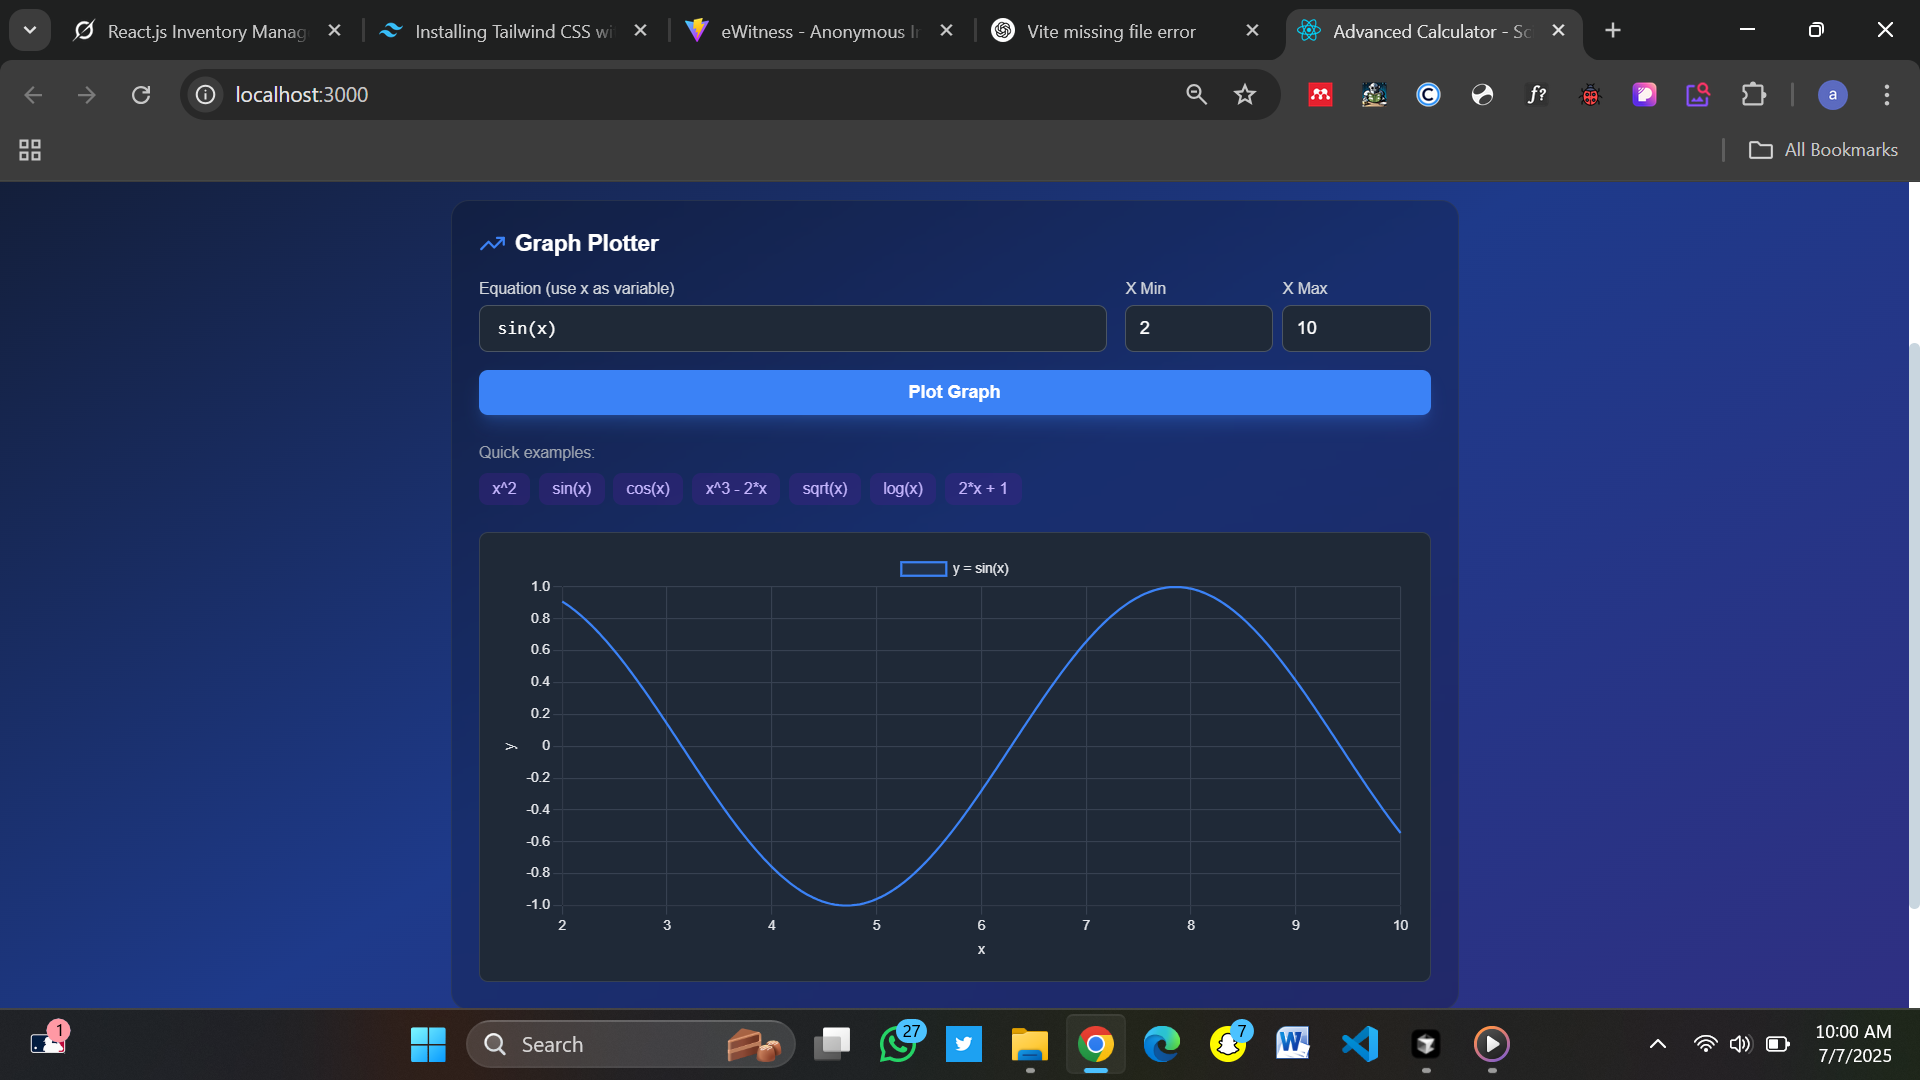 React.js Inventory Manag
Installing Tailwind CSS wi
eWitness - Anonymous In
Vite missing file error
Advanced Calculator - Sc
localhost:3000
f?
a
All Bookmarks
Graph Plotter
Equation (use x as variable)
X Min
X Max
sin(x)
2
10
Plot Graph
Quick examples:
x^2
sin(x)
cos(x)
x^3 - 2*x
sqrt(x)
log(x)
2*x + 1
y = sin(x)
1.0
0.8
0.6
0.4
0.2
0
-0.2
-0.4
-0.6
-0.8
-1.0
y
2 3 4 5 6 7 8 9 10
x
1
Search
27
7
W
10:00 AM
7/7/2025